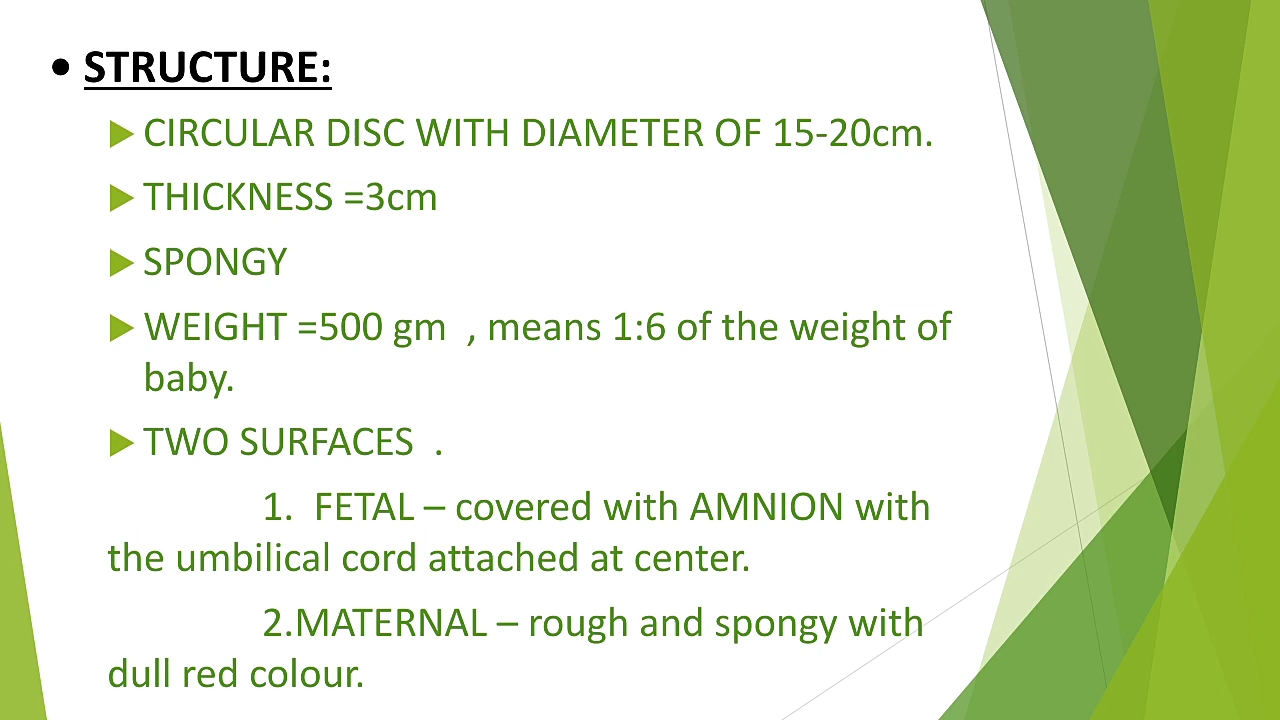 • STRUCTURE:
CIRCULAR DISC WITH DIAMETER OF 15-20cm.
THICKNESS =3cm
SPONGY
WEIGHT =500 gm , means 1:6 of the weight of
baby.
TWO SURFACES .
1. FETAL – covered with AMNION with
the umbilical cord attached at center.
2.MATERNAL – rough and spongy with
dull red colour.